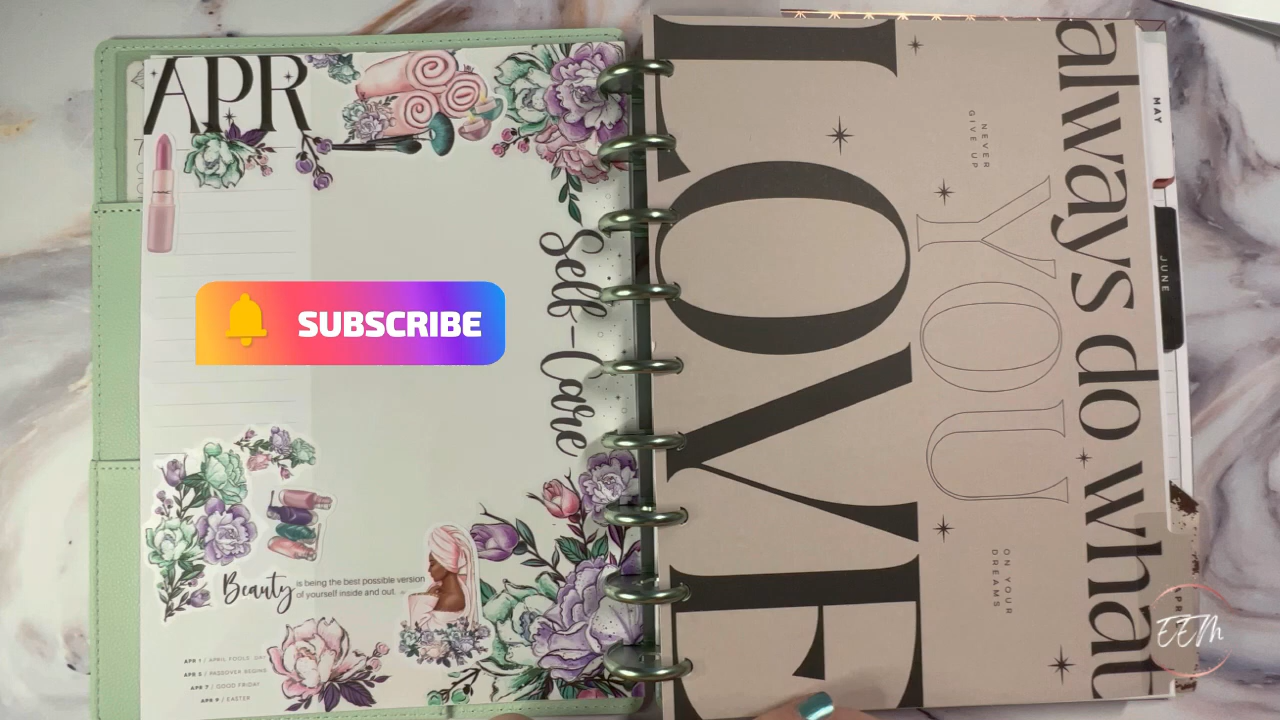 APR
Self-Care
SUBSCRIBE
Beauty is being the best possible version
of yourself inside and out.
APR 1 / APRIL FOOLS' DAY
APR 5 / PASSOVER BEGINS
APR 7 / GOOD FRIDAY
APR 9 / EASTER
always do what
YOU
LOVE
NEVER
GIVE UP
ON YOUR
DREAMS
MAY
JUNE
EEM